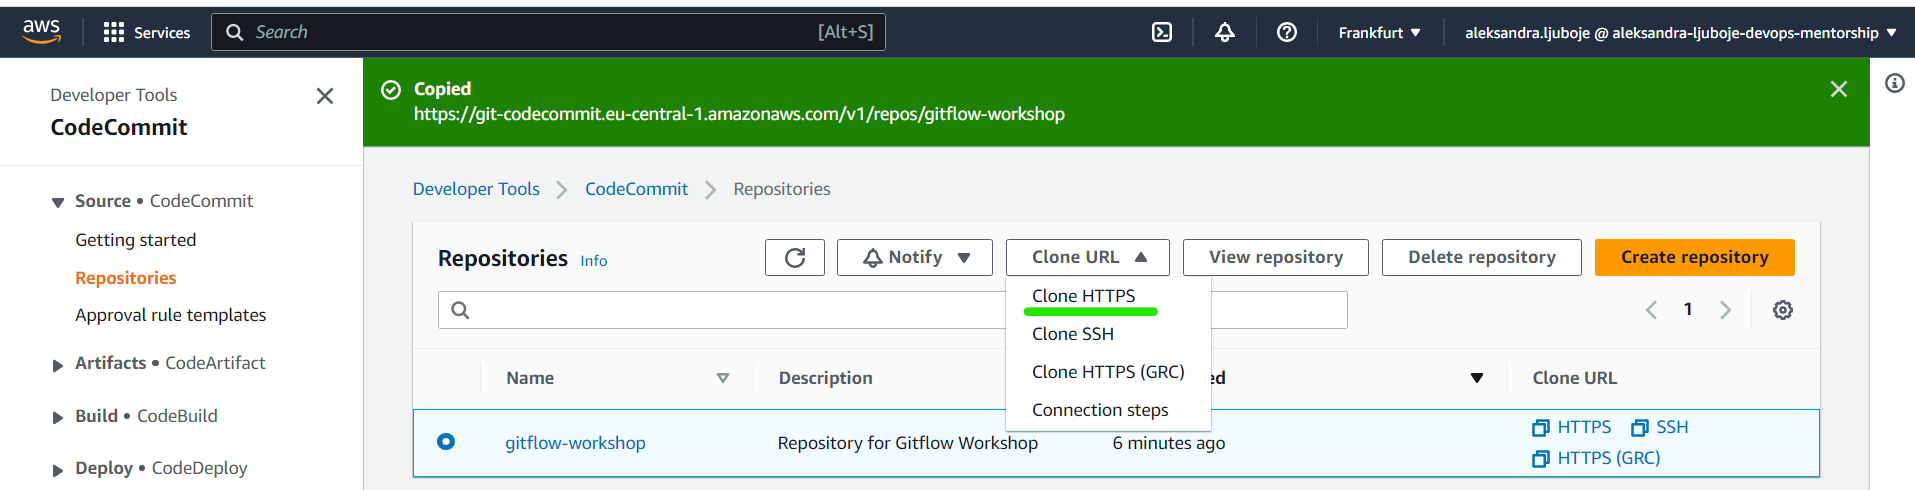 aws
Services
Search
[Alt+S]
Frankfurt
aleksandra.ljuboje @ aleksandra-ljuboje-devops-mentorship
Developer Tools
CodeCommit
Source • CodeCommit
Getting started
Repositories
Approval rule templates
Artifacts • CodeArtifact
Build • CodeBuild
Deploy • CodeDeploy
Copied
https://git-codecommit.eu-central-1.amazonaws.com/v1/repos/gitflow-workshop
Developer Tools
CodeCommit
Repositories
Repositories Info
Notify
Clone URL
View repository
Delete repository
Create repository
Clone HTTPS
Clone SSH
Clone HTTPS (GRC)
Connection steps
1
Name
Description
ed
Clone URL
gitflow-workshop
Repository for Gitflow Workshop
6 minutes ago
HTTPS
SSH
HTTPS (GRC)